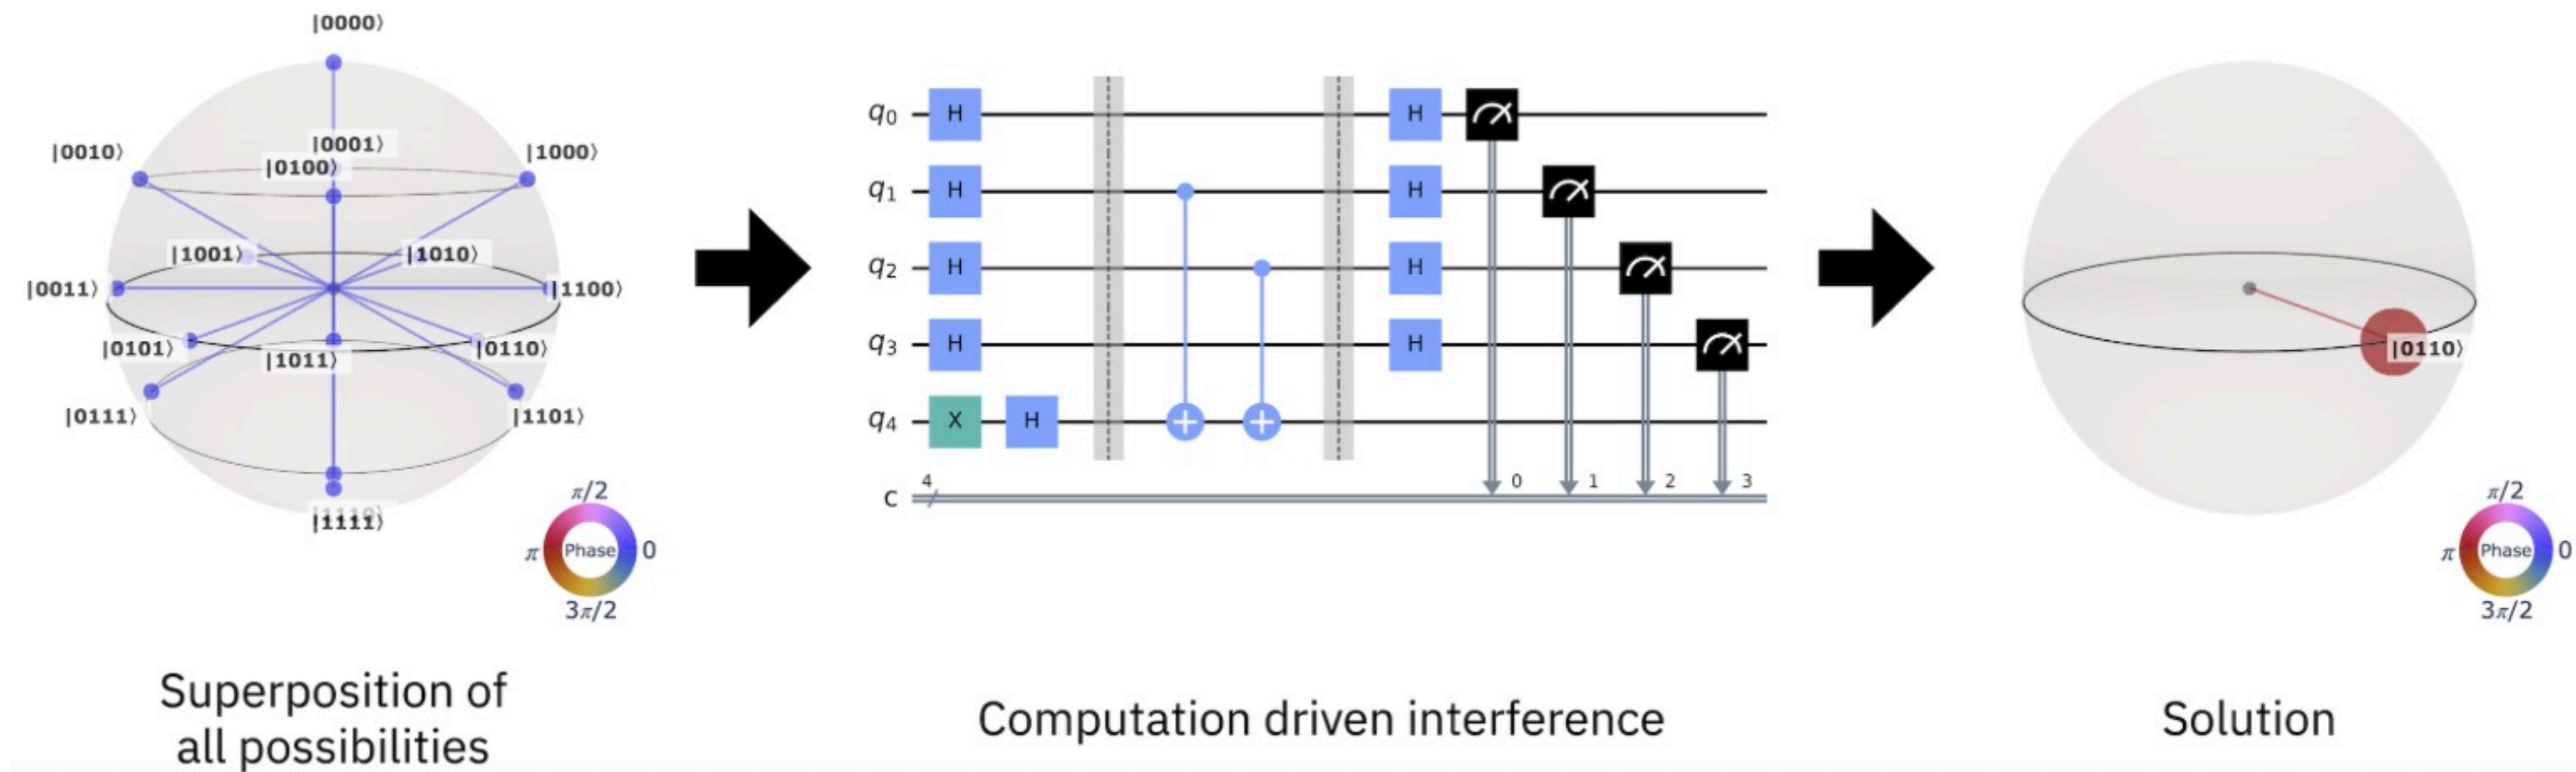 |0000⟩
|0010⟩
|0001⟩
|0100⟩
|1000⟩
|1001⟩
|1010⟩
|0011⟩
|1100⟩
|0101⟩
|1011⟩
|0110⟩
|0111⟩
|1101⟩
|1110⟩
|1111⟩
π/2
π
Phase
0
3π/2
Superposition of
all possibilities
q0 H H
q1 H H
q2 H H
q3 H H
q4 X H
c 4 0 1 2 3
Computation driven interference
|0110⟩
π/2
π
Phase
0
3π/2
Solution